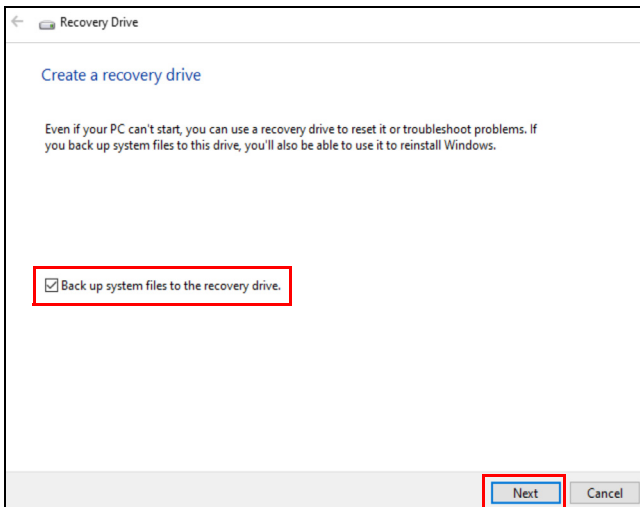 Recovery Drive
Create a recovery drive
Even if your PC can't start, you can use a recovery drive to reset it or troubleshoot problems. If
you back up system files to this drive, you'll also be able to use it to reinstall Windows.
Back up system files to the recovery drive.
Next Cancel